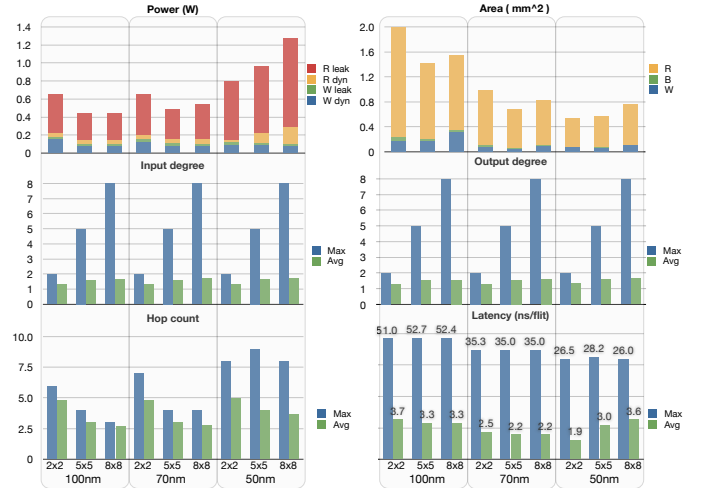 Power (W)
1.4
1.2
1.0
0.8
0.6
0.4
0.2
0
R leak
R dyn
W leak
W dyn
Area ( mm^2 )
2.0
1.6
1.2
0.8
0.4
0
R
B
W
Input degree
8
7
6
5
4
3
2
1
0
Max
Avg
Output degree
8
7
6
5
4
3
2
1
0
Max
Avg
Hop count
10.0
7.5
5.0
2.5
0
Max
Avg
2x2 5x5 8x8 2x2 5x5 8x8 2x2 5x5 8x8
100nm 70nm 50nm
Latency (ns/flit)
51.0 52.7 52.4 35.3 35.0 35.0 26.5 28.2 26.0
3.7 3.3 3.3 2.5 2.2 2.2 1.9 3.0 3.6
Max
Avg
2x2 5x5 8x8 2x2 5x5 8x8 2x2 5x5 8x8
100nm 70nm 50nm